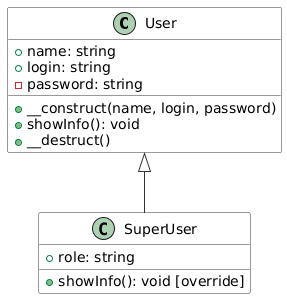 C User
name: string
login: string
password: string
__construct(name, login, password)
showInfo(): void
__destruct()
C SuperUser
role: string
showInfo(): void [override]